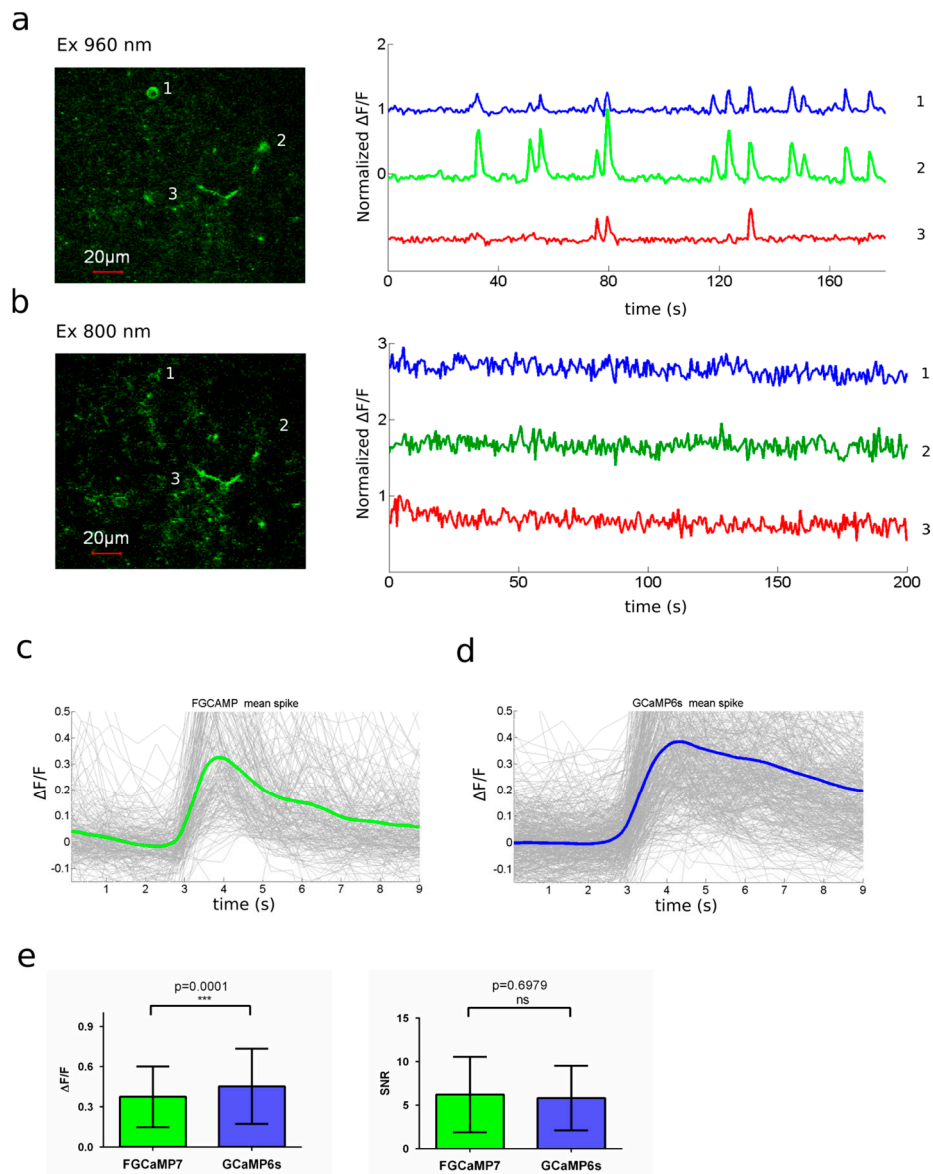 a
Ex 960 nm
1
2
3
20µm
Normalized ΔF/F
2
1
0
0 40 80 120 160
time (s)
1
2
3
b
Ex 800 nm
1
2
3
20µm
Normalized ΔF/F
3
2
1
0 50 100 150 200
time (s)
1
2
3
c
FGCAMP mean spike
ΔF/F
0.5
0.4
0.3
0.2
0.1
0
-0.1
1 2 3 4 5 6 7 8 9
time (s)
d
GCaMP6s mean spike
ΔF/F
0.5
0.4
0.3
0.2
0.1
0
-0.1
1 2 3 4 5 6 7 8 9
time (s)
e
p=0.0001
***
ΔF/F
0.9
0.6
0.3
0.0
FGCaMP7 GCaMP6s
p=0.6979
ns
SNR
15
10
5
0
FGCaMP7 GCaMP6s